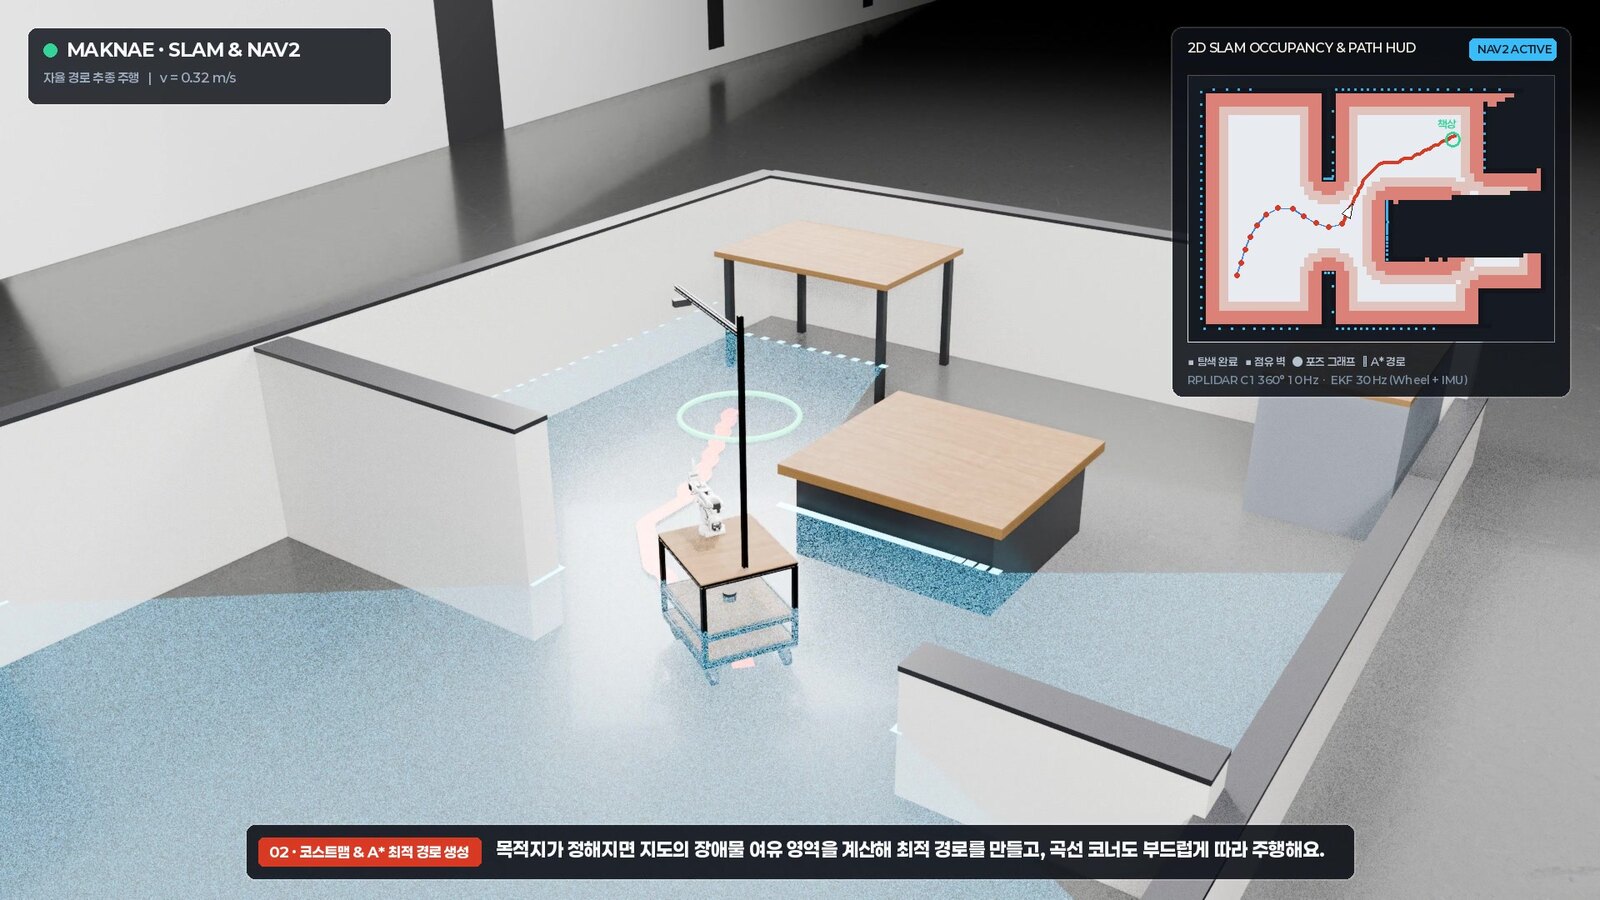 MAKNAE • SLAM & NAV2
자율 경로 추종 주행 | v = 0.32 m/s
2D SLAM OCCUPANCY & PATH HUD
NAV2 ACTIVE
책상
탐색 완료 점유 벽 포즈 그래프 A* 경로
RPLIDAR C1 360° 10Hz · EKF 30Hz (Wheel + IMU)
02 • 코스트맵 & A* 최적 경로 생성
목적지가 정해지면 지도의 장애물 여유 영역을 계산해 최적 경로를 만들고, 곡선 코너도 부드럽게 따라 주행해요.